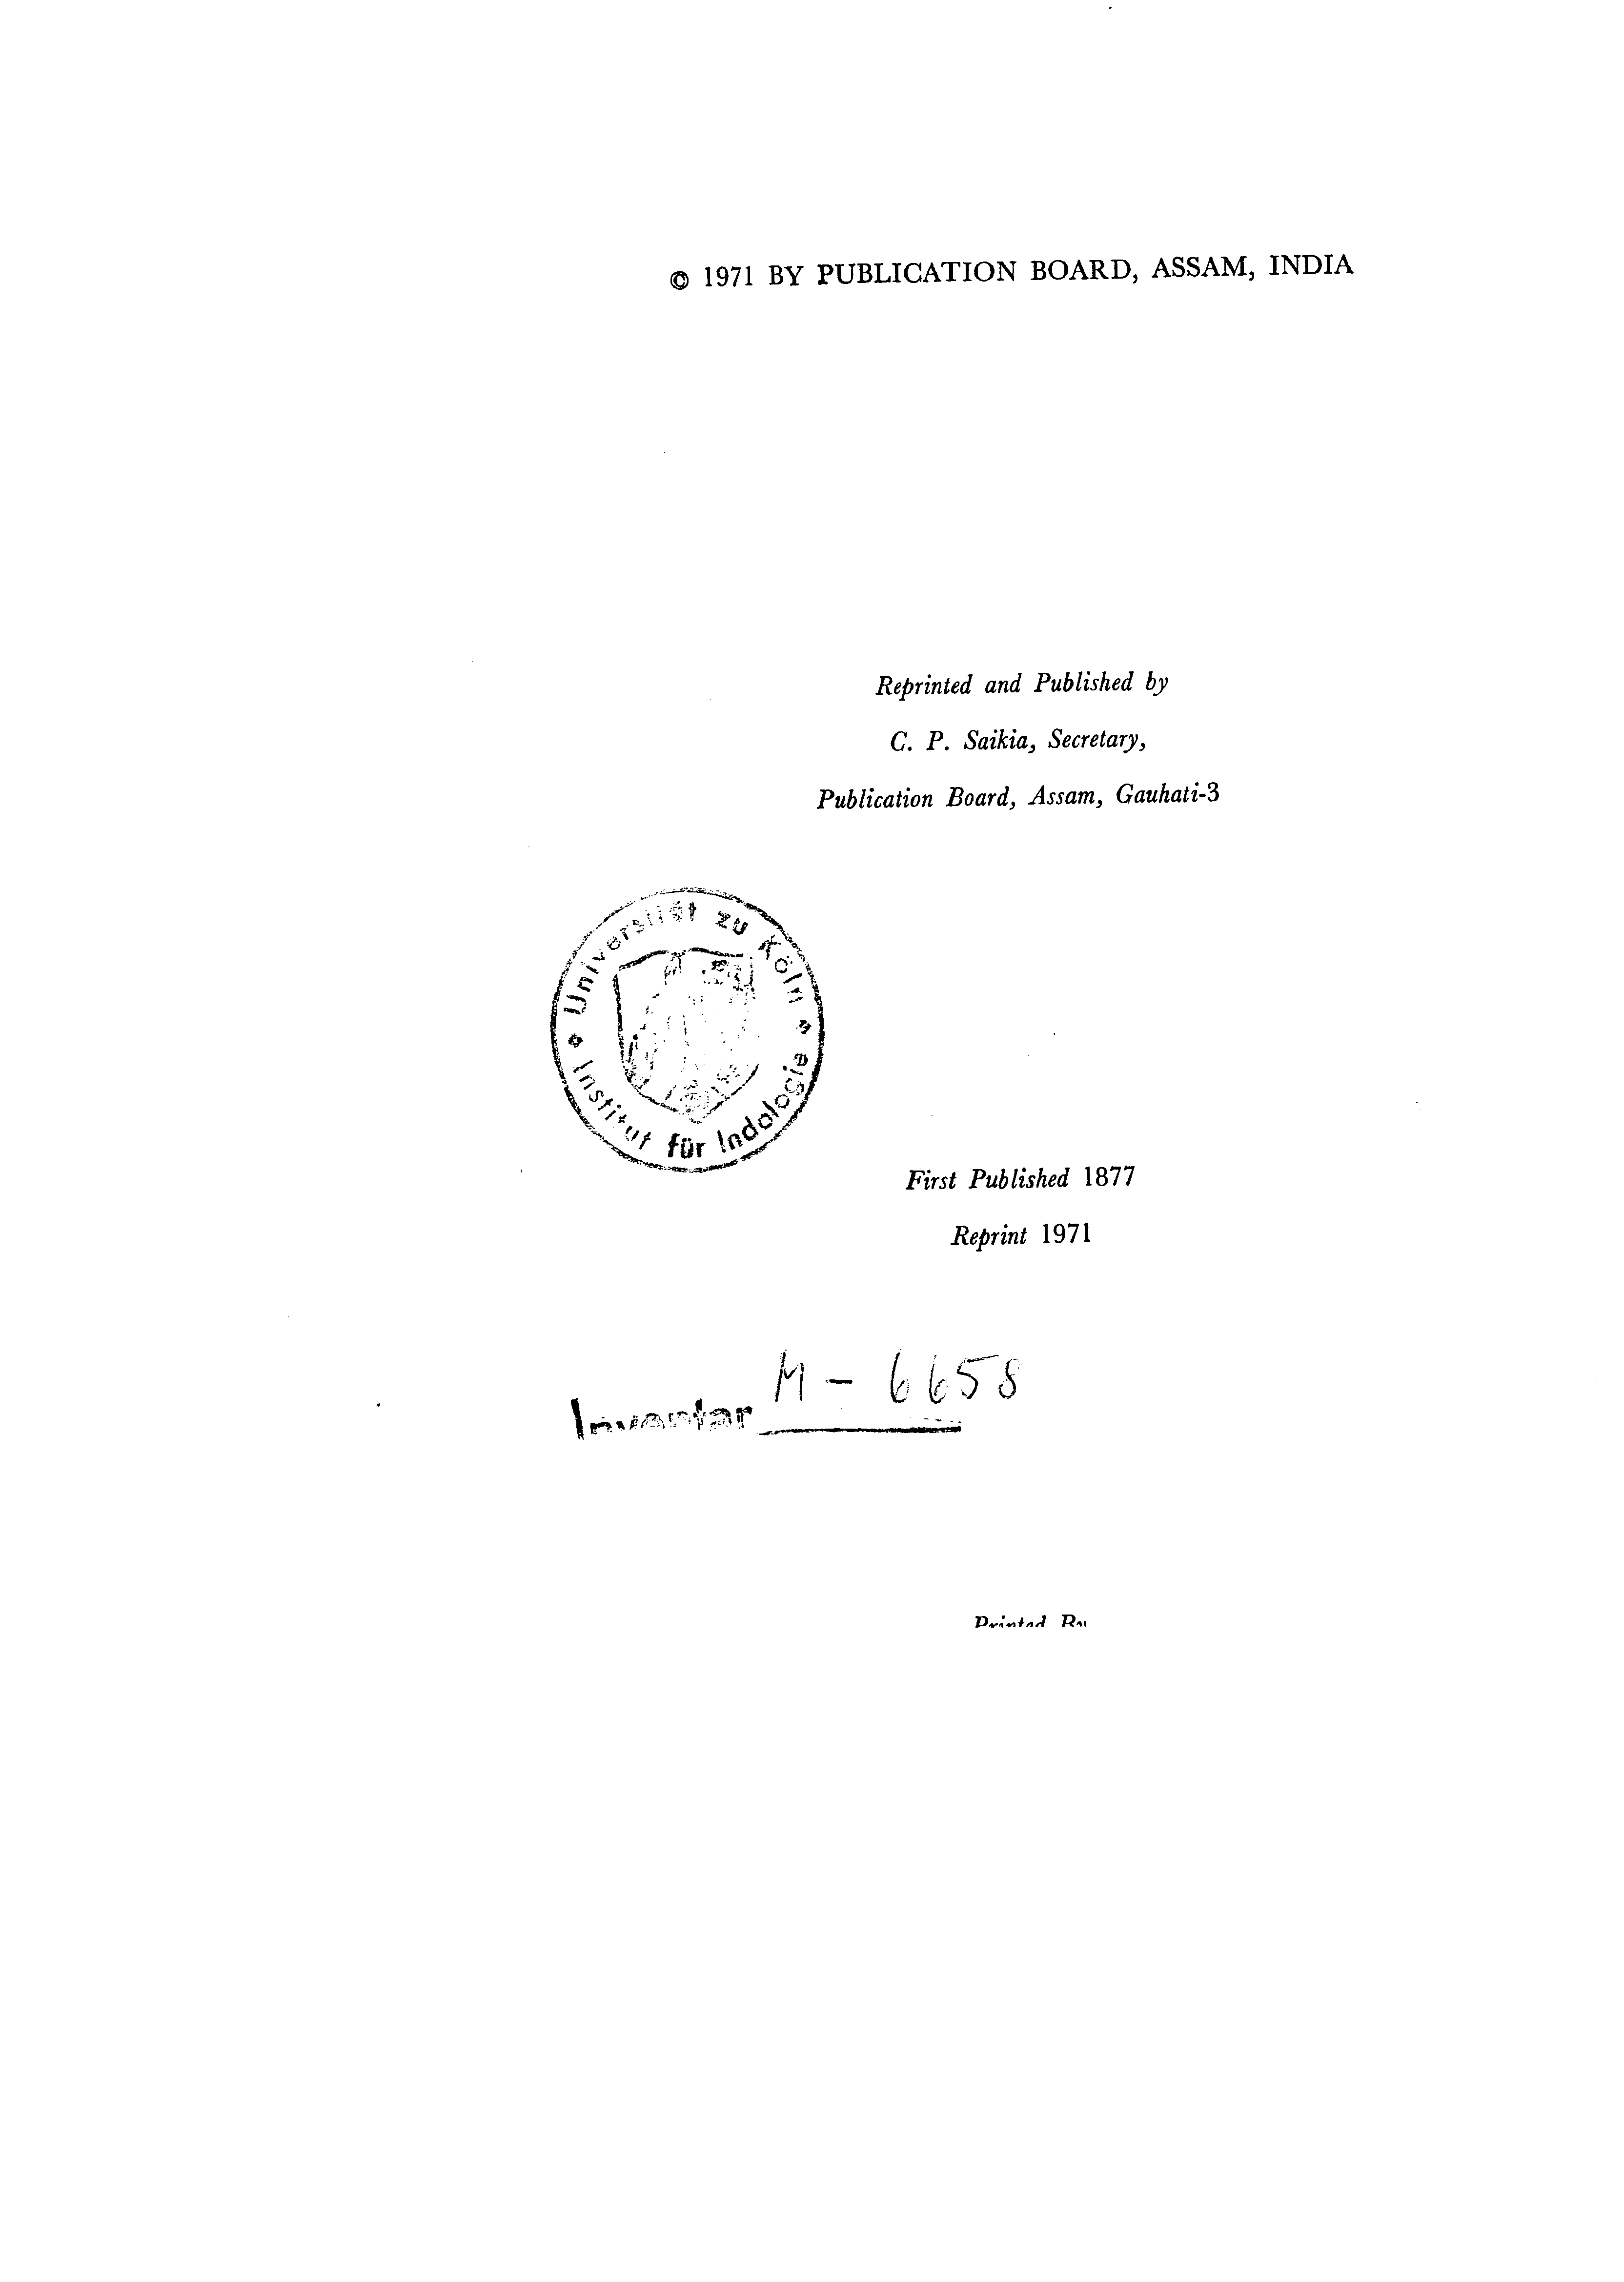 © 1971 BY PUBLICATION BOARD, ASSAM, INDIA
Reprinted and Published by
C. P. Saikia, Secretary,
Publication Board, Assam, Gauhati-3
Universität zu Köln
Institut für Indologie
First Published 1877
Reprint 1971
M - 6658
Inventar
Printed By